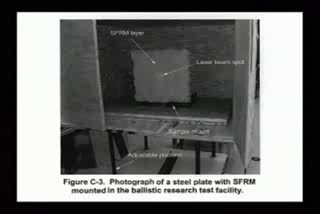 SFRM layer
Laser beam spot
Sample mount
Adjustable platform
Figure C-3. Photograph of a steel plate with SFRM
mounted in the ballistic research test facility.